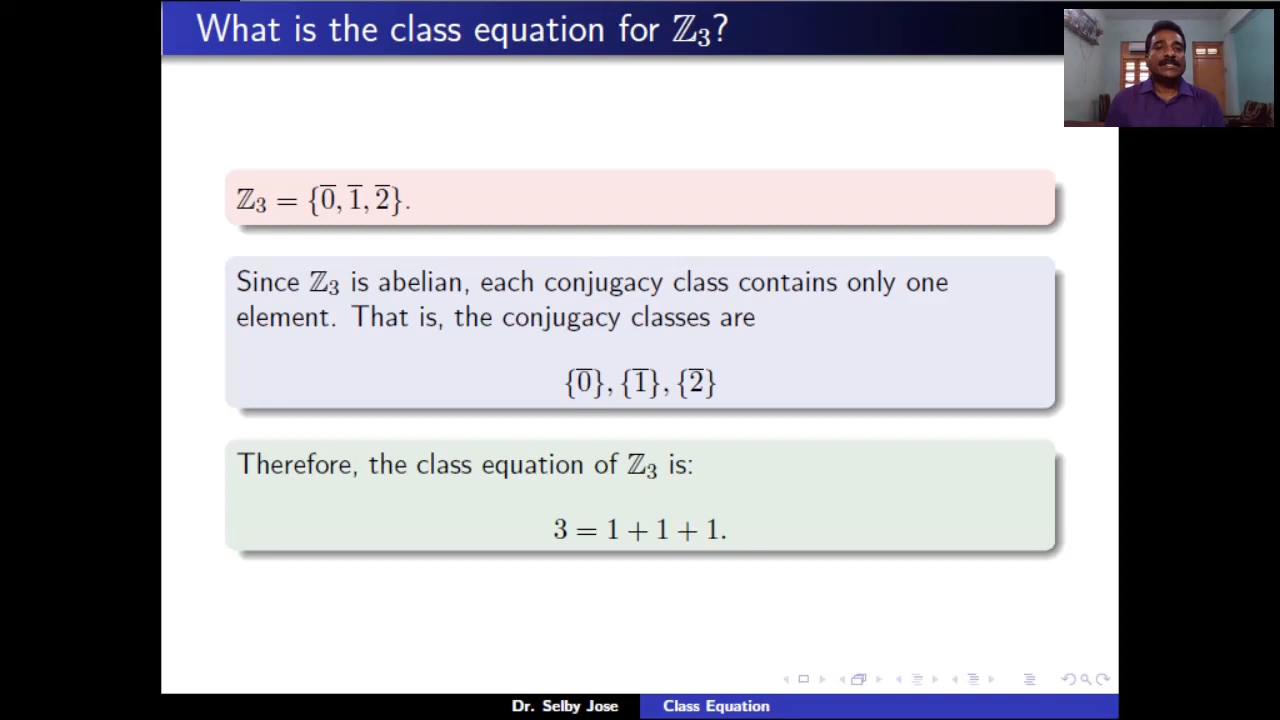 What is the class equation for ℤ₃?
ℤ₃ = {0̅, 1̅, 2̅}.
Since ℤ₃ is abelian, each conjugacy class contains only one
element. That is, the conjugacy classes are
{0̅}, {1̅}, {2̅}
Therefore, the class equation of ℤ₃ is:
3 = 1 + 1 + 1.
Dr. Selby Jose
Class Equation